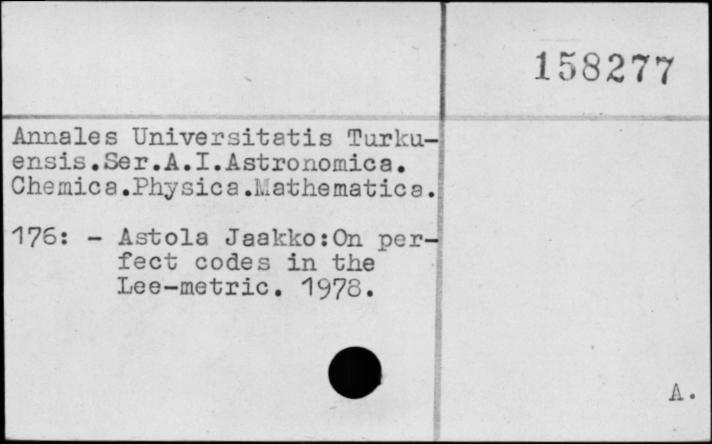 158277
Annales Universitatis Turku-
ensis.Ser.A.I.Astronomica.
Chemica.Physica.Mathematica.
176: - Astola Jaakko:On per-
fect codes in the
Lee-metric. 1978.
A.